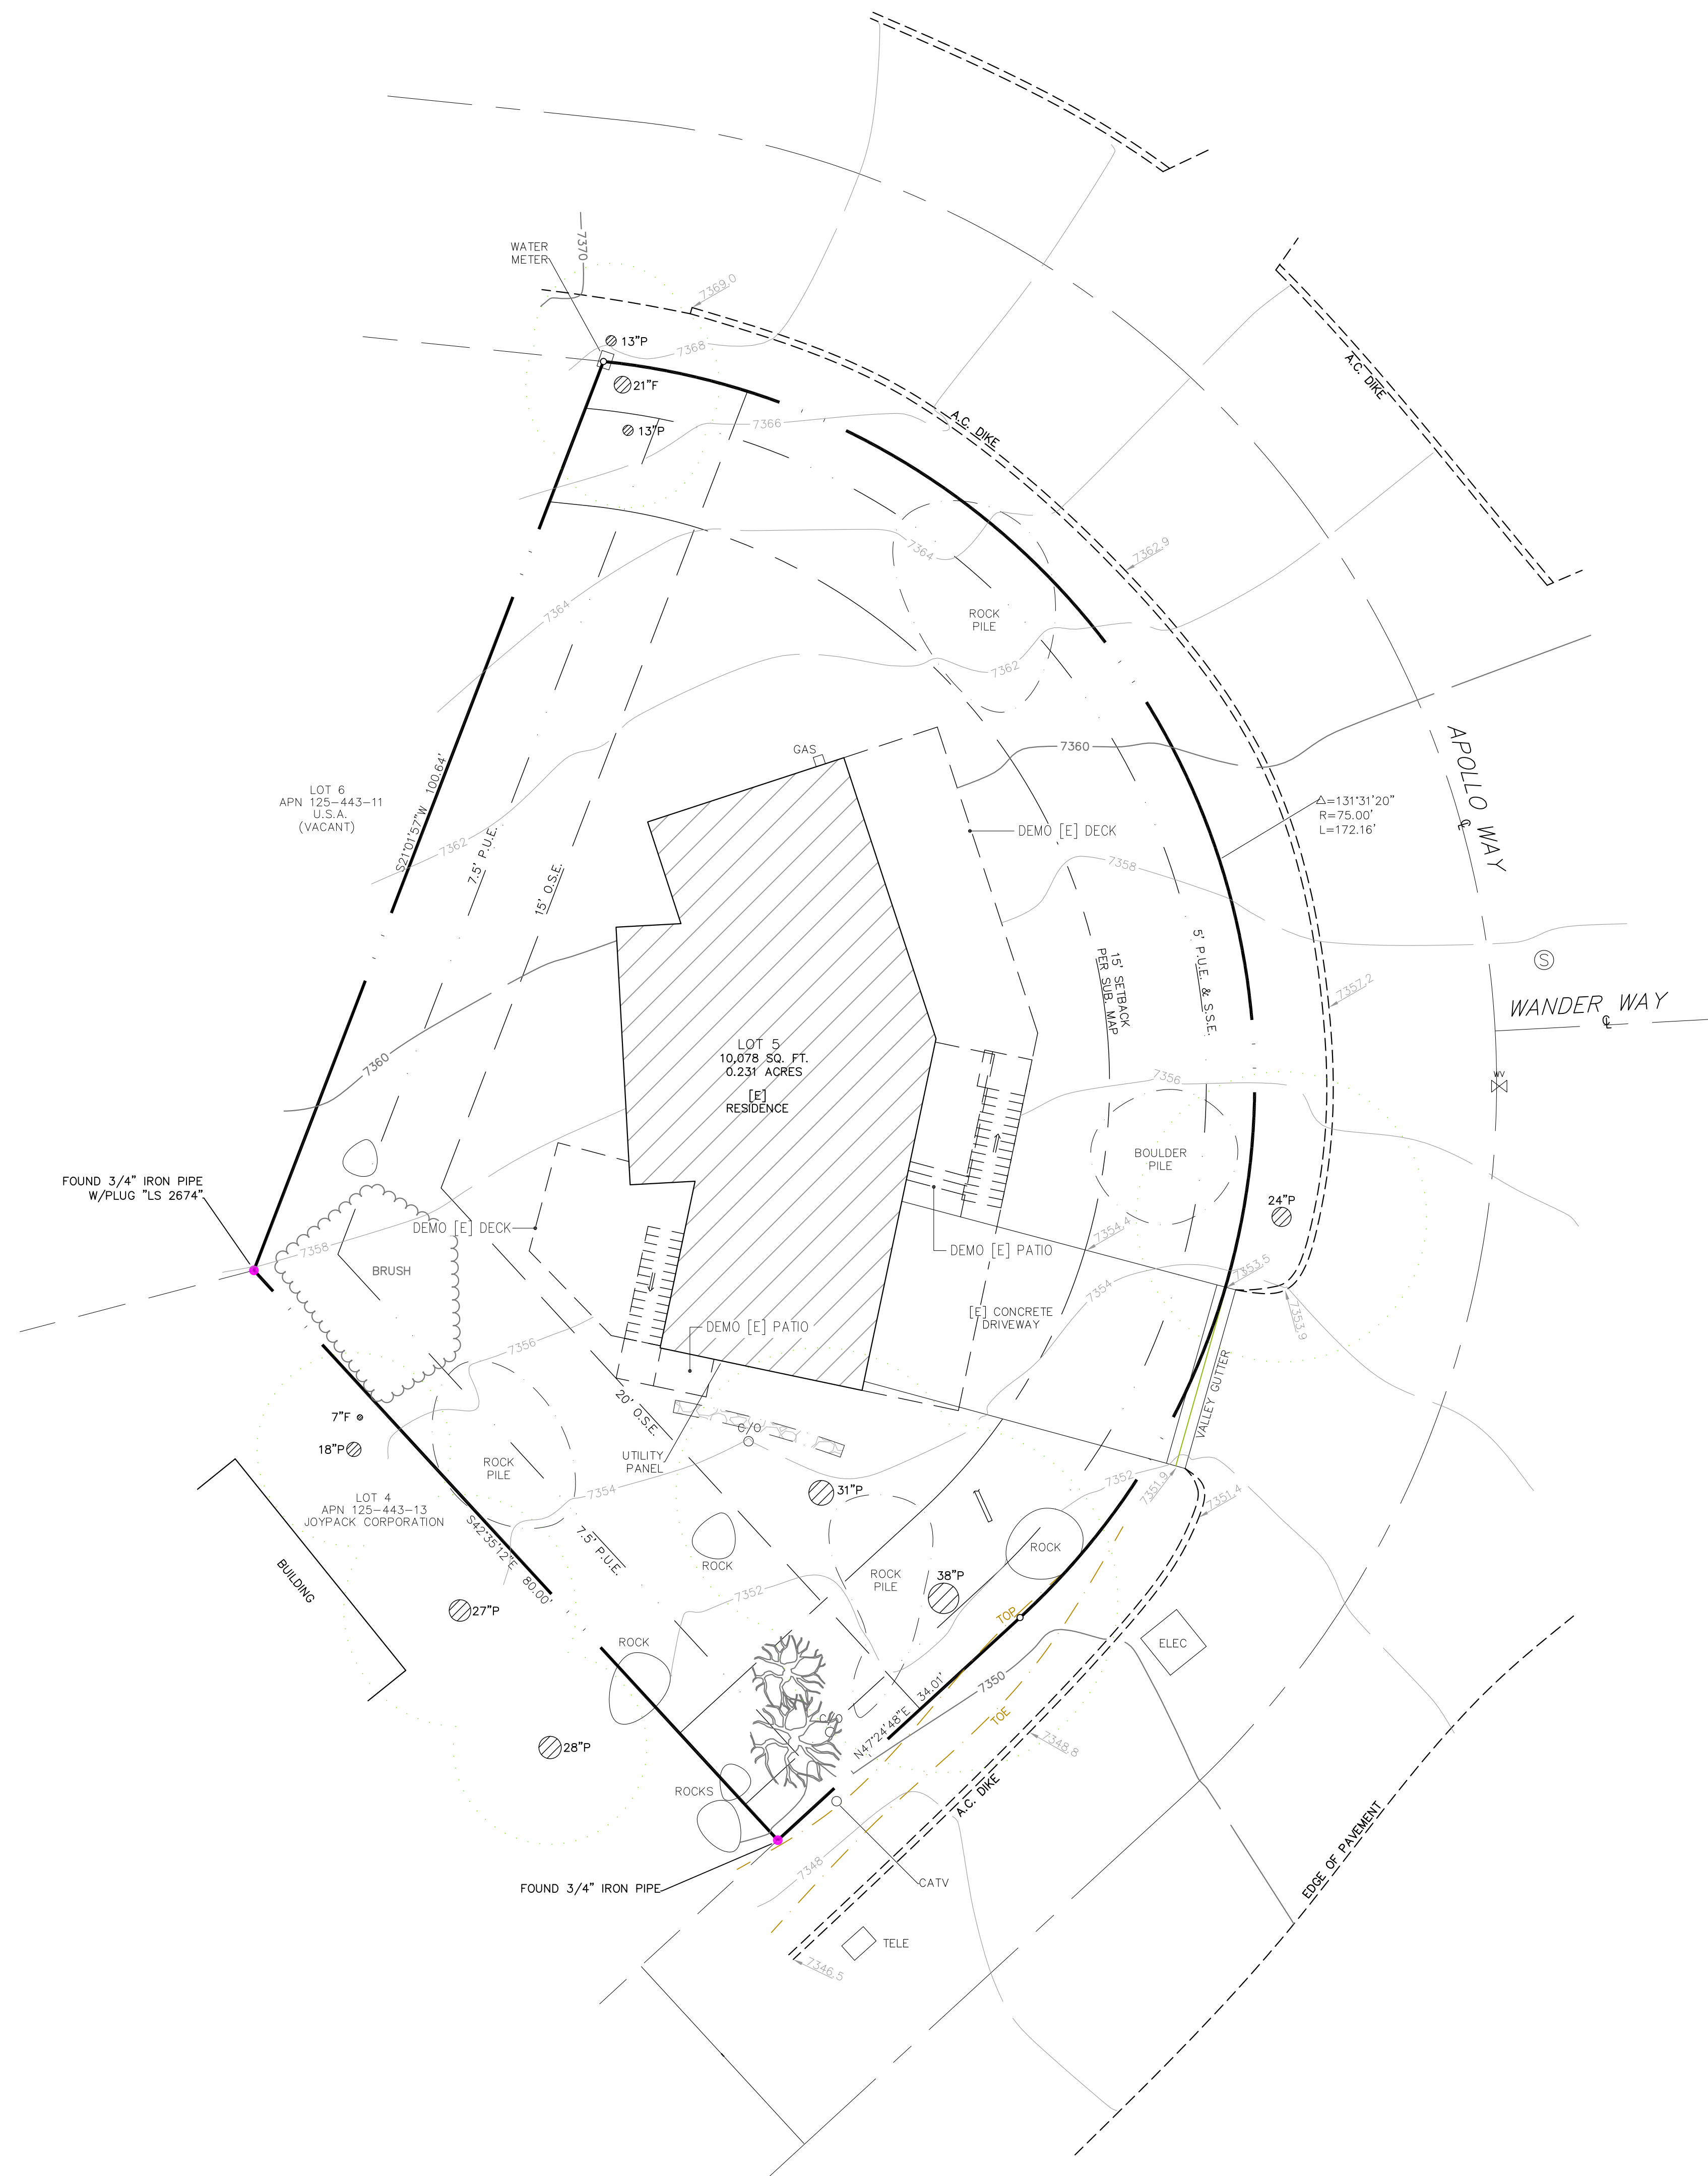 WATER
METER
7370
7369.0
13"P
7368
21"F
13"P
7366
A.C. DIKE
A.C. DIKE
7364
7362.9
7364
ROCK
PILE
7362
GAS
7360
APOLLO WAY
℄
LOT 6
APN 125-443-11
U.S.A.
(VACANT)
S21°01'57"W 100.64'
7362
7.5' P.U.E.
15' O.S.E.
DEMO [E] DECK
△=131°31'20"
R=75.00'
L=172.16'
7358
15' SETBACK
PER SUB. MAP
5' P.U.E. & S.S.E.
7357.2
S
WANDER WAY
℄
LOT 5
10,078 SQ. FT.
0.231 ACRES
[E]
RESIDENCE
7360
7356
WV
BOULDER
PILE
FOUND 3/4" IRON PIPE
W/PLUG "LS 2674"
24"P
7358
DEMO [E] DECK
BRUSH
7354.4
DEMO [E] PATIO
7353.5
7354
7353.9
[E] CONCRETE
DRIVEWAY
DEMO [E] PATIO
7356
VALLEY GUTTER
20' O.S.E.
7"F
18"P
C/O
UTILITY
PANEL
ROCK
PILE
7354
31"P
7352
7351.9
7351.4
LOT 4
APN 125-443-13
JOYPACK CORPORATION
S42°35'12"E 80.00'
7.5' P.U.E.
ROCK
ROCK
BUILDING
ROCK
PILE
38"P
7352
27"P
TOP
ROCK
ELEC
7350
34.01'
N47°24'48"E
TOE
C/O
28"P
7348.8
ROCKS
A.C. DIKE
EDGE OF PAVEMENT
7348
FOUND 3/4" IRON PIPE
CATV
TELE
7346.5